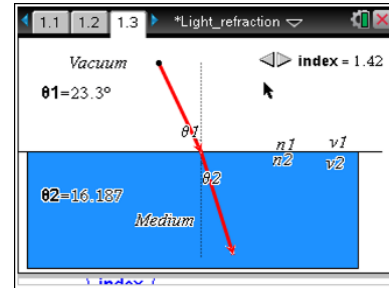 1.1 1.2 1.3 *Light_refraction
Vacuum
index = 1.42
θ1=23.3º
θ1
n1 v1
n2 v2
θ2
θ2=16.187
Medium